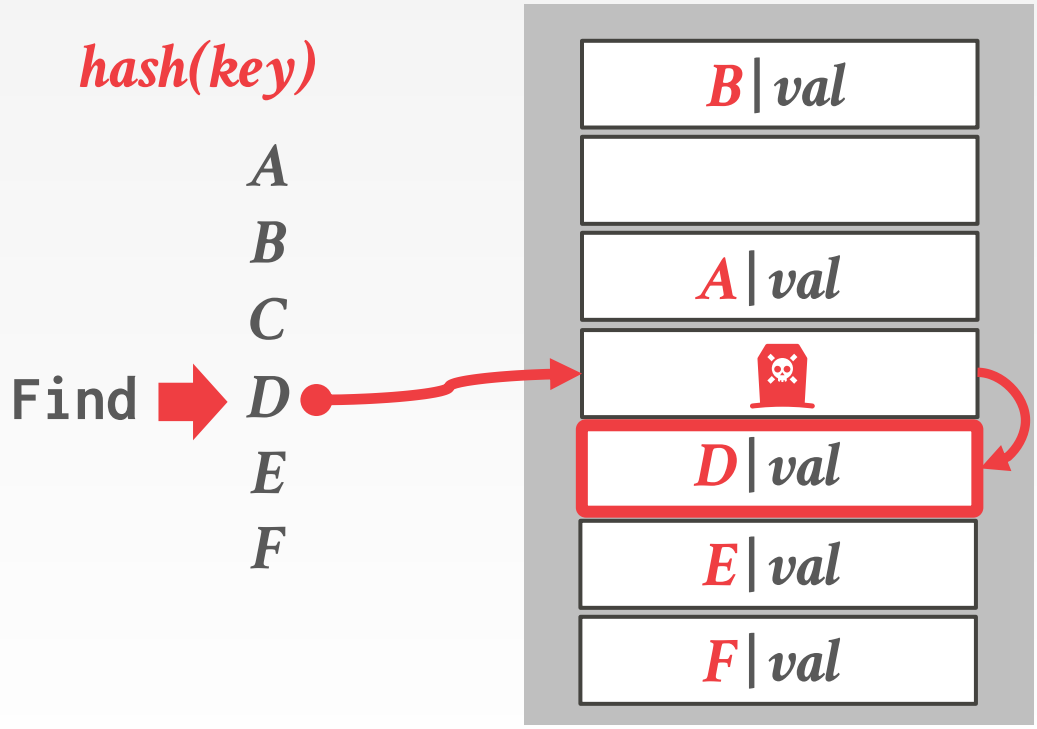 hash(key)
A
B
C
Find D
E
F
B|val
A|val
D|val
E|val
F|val